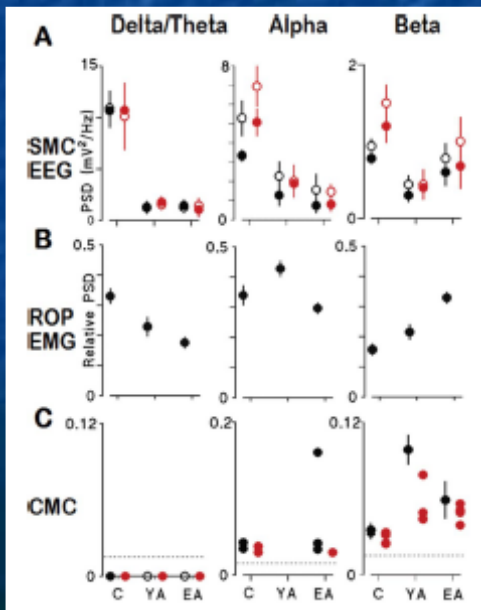 Delta/Theta Alpha Beta
A
15 8 2
SMC
EEG
PSD (mV²/Hz)
0 0 0
B
0.5 0.5 0.5
ROP
EMG
Relative PSD
0 0 0
C
0.12 0.2 0.12
CMC
0 0 0
C YA EA C YA EA C YA EA